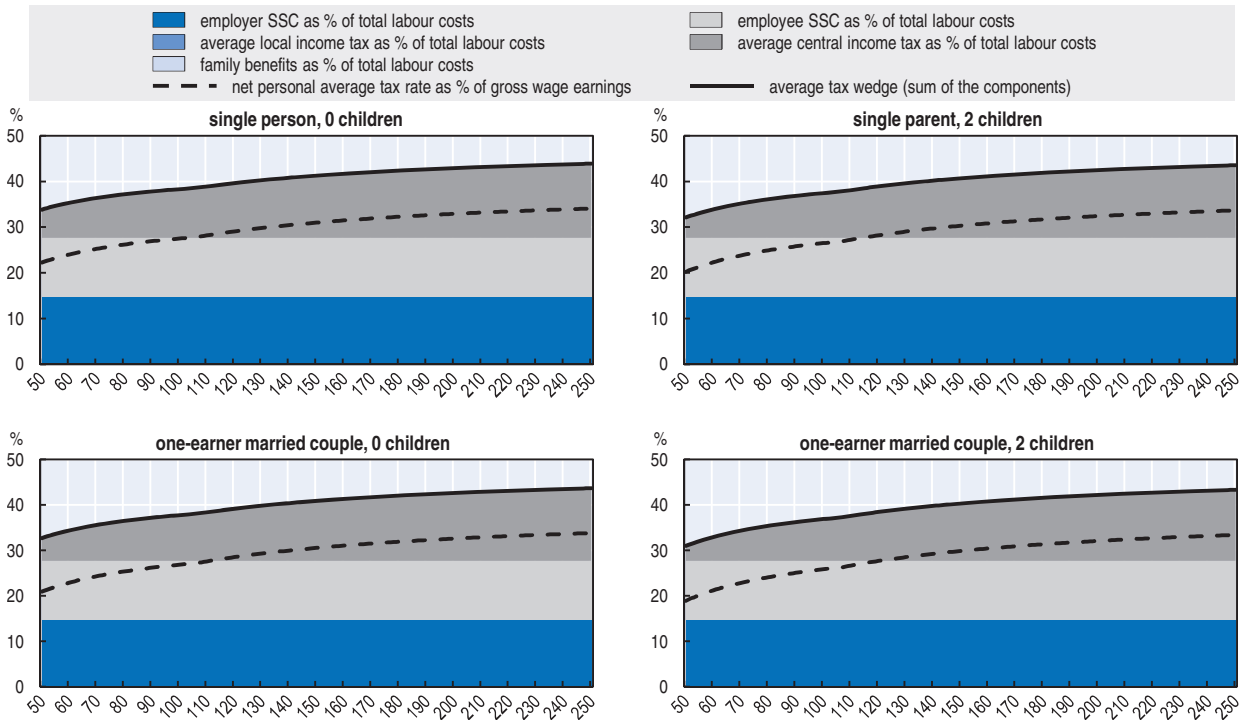 employer SSC as % of total labour costs
employee SSC as % of total labour costs
average local income tax as % of total labour costs
average central income tax as % of total labour costs
family benefits as % of total labour costs
net personal average tax rate as % of gross wage earnings
average tax wedge (sum of the components)
%
single person, 0 children
50
40
30
20
10
0
50 60 70 80 90 100 110 120 130 140 150 160 170 180 190 200 210 220 230 240 250
%
single parent, 2 children
50
40
30
20
10
0
50 60 70 80 90 100 110 120 130 140 150 160 170 180 190 200 210 220 230 240 250
%
one-earner married couple, 0 children
50
40
30
20
10
0
50 60 70 80 90 100 110 120 130 140 150 160 170 180 190 200 210 220 230 240 250
%
one-earner married couple, 2 children
50
40
30
20
10
0
50 60 70 80 90 100 110 120 130 140 150 160 170 180 190 200 210 220 230 240 250